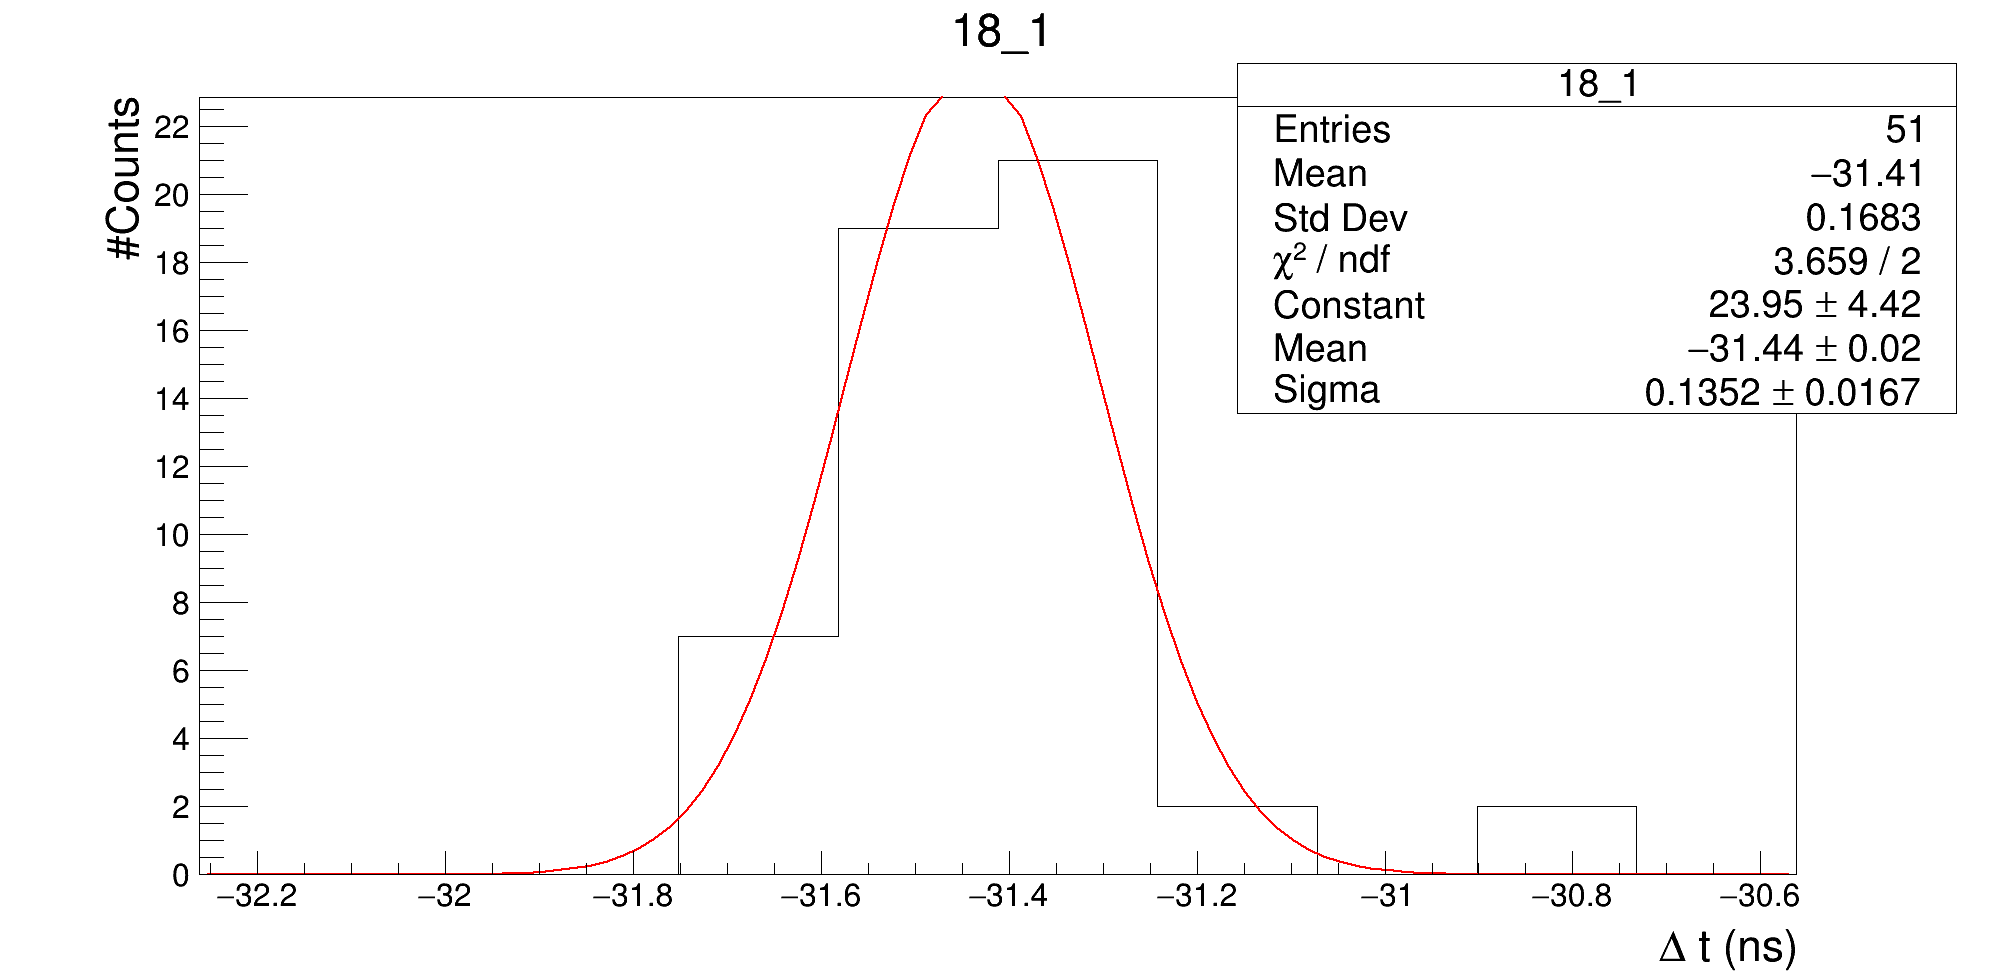 18_1
18_1
Entries 51
Mean −31.41
Std Dev 0.1683
χ² / ndf 3.659 / 2
Constant 23.95 ± 4.42
Mean −31.44 ± 0.02
Sigma 0.1352 ± 0.0167
#Counts
22
20
18
16
14
12
10
8
6
4
2
0
−32.2 −32 −31.8 −31.6 −31.4 −31.2 −31 −30.8 −30.6
Δ t (ns)